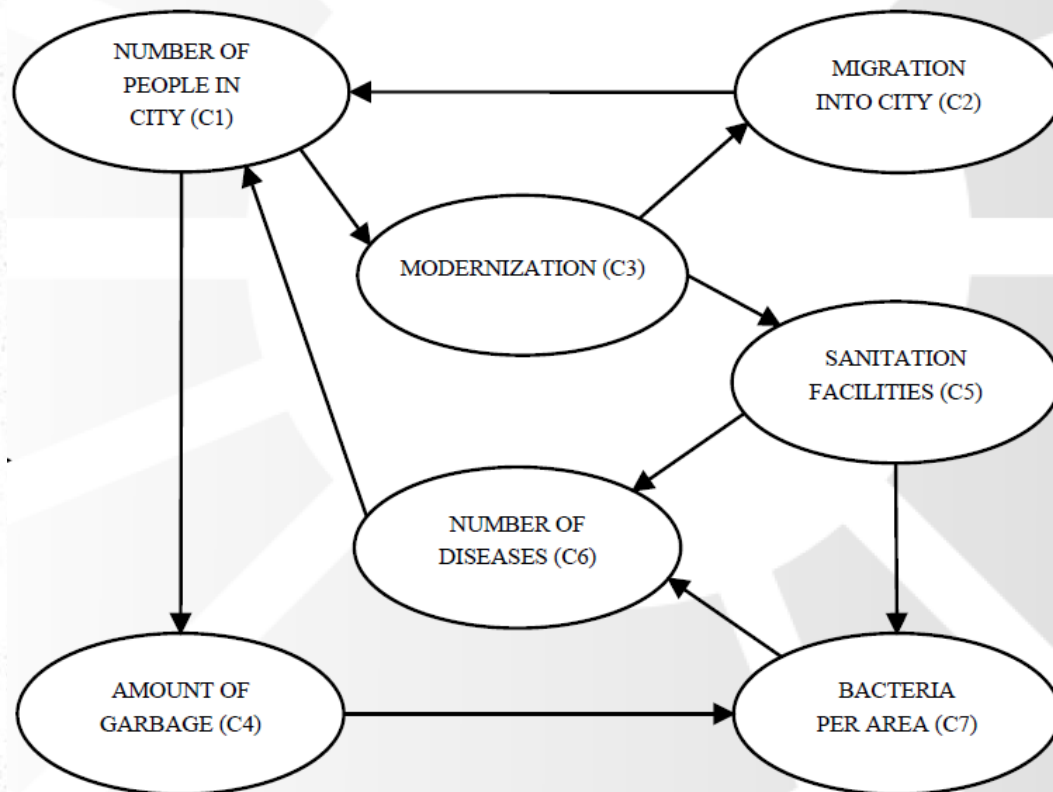 NUMBER OF
PEOPLE IN
CITY (C1)
MIGRATION
INTO CITY (C2)
MODERNIZATION (C3)
SANITATION
FACILITIES (C5)
NUMBER OF
DISEASES (C6)
AMOUNT OF
GARBAGE (C4)
BACTERIA
PER AREA (C7)